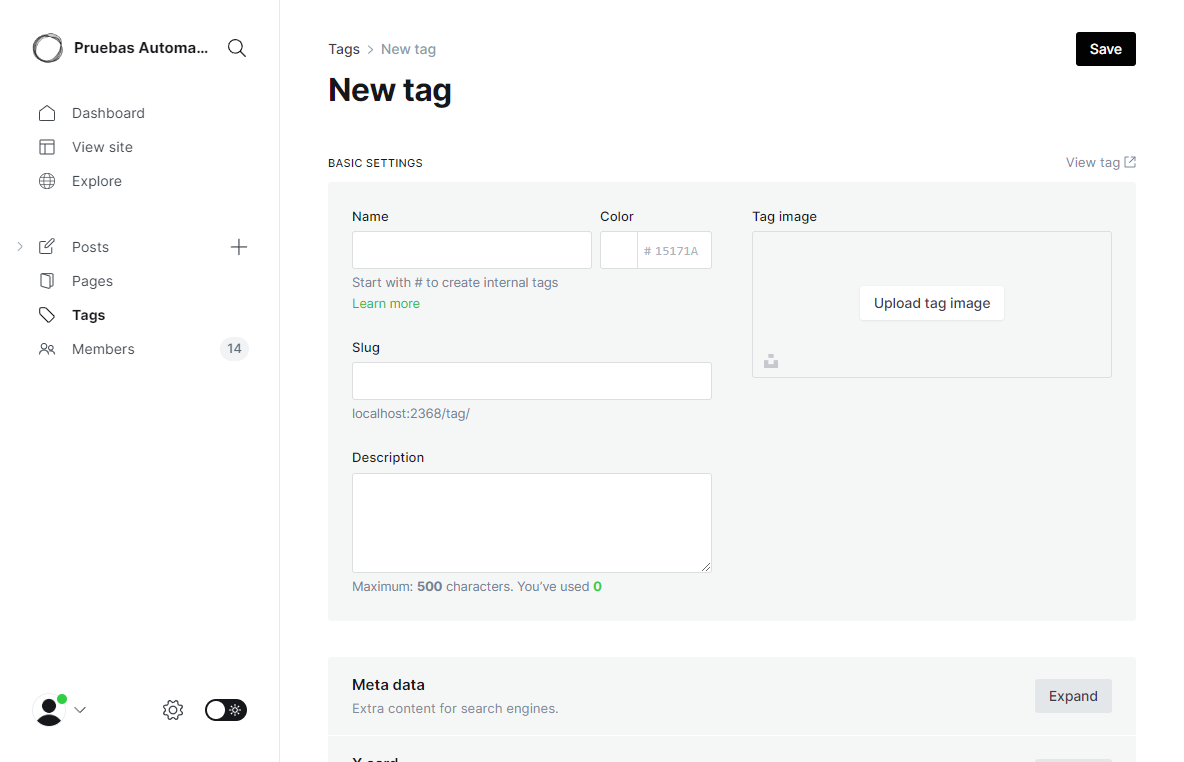 Pruebas Automa...
Dashboard
View site
Explore
Posts
Pages
Tags
Members 14
Tags > New tag
Save
New tag
BASIC SETTINGS
View tag
Name
Color
# 15171A
Start with # to create internal tags
Learn more
Slug
localhost:2368/tag/
Description
Maximum: 500 characters. You've used 0
Tag image
Upload tag image
Meta data
Extra content for search engines.
Expand
X card